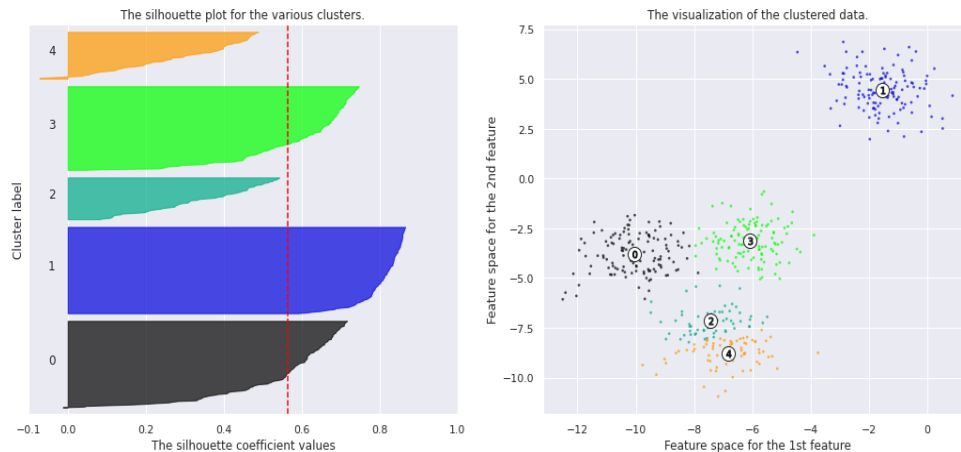 The silhouette plot for the various clusters.
4
3
2
1
0
Cluster label
−0.1 0.0 0.2 0.4 0.6 0.8 1.0
The silhouette coefficient values
The visualization of the clustered data.
7.5
5.0
2.5
0.0
−2.5
−5.0
−7.5
−10.0
Feature space for the 2nd feature
1
0
3
2
4
−12 −10 −8 −6 −4 −2 0
Feature space for the 1st feature